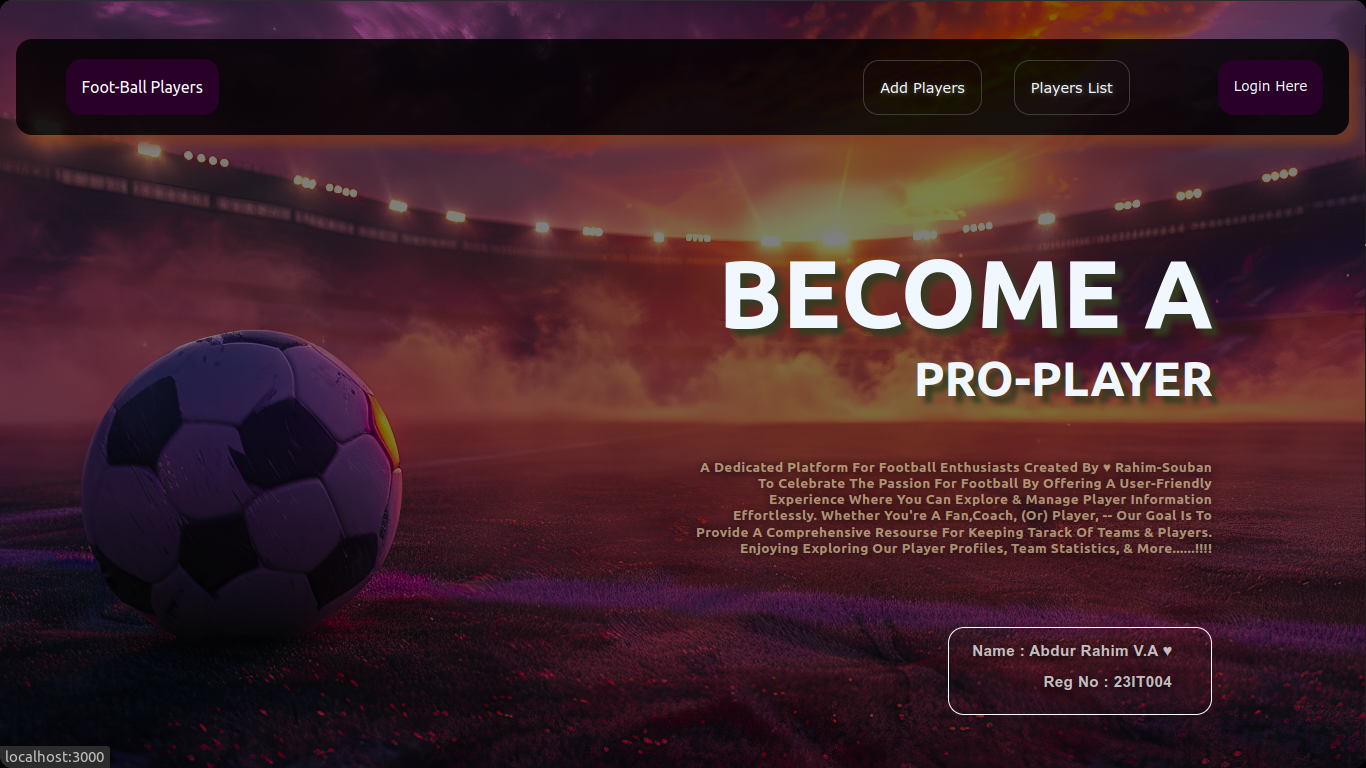 Foot-Ball Players
Add Players
Players List
Login Here
BECOME A
PRO-PLAYER
A Dedicated Platform For Football Enthusiasts Created By ♥ Rahim-Souban
To Celebrate The Passion For Football By Offering A User-Friendly
Experience Where You Can Explore & Manage Player Information
Effortlessly. Whether You're A Fan,Coach, (Or) Player, -- Our Goal Is To
Provide A Comprehensive Resourse For Keeping Tarack Of Teams & Players.
Enjoying Exploring Our Player Profiles, Team Statistics, & More......!!!!
Name : Abdur Rahim V.A ♥
Reg No : 23IT004
localhost:3000